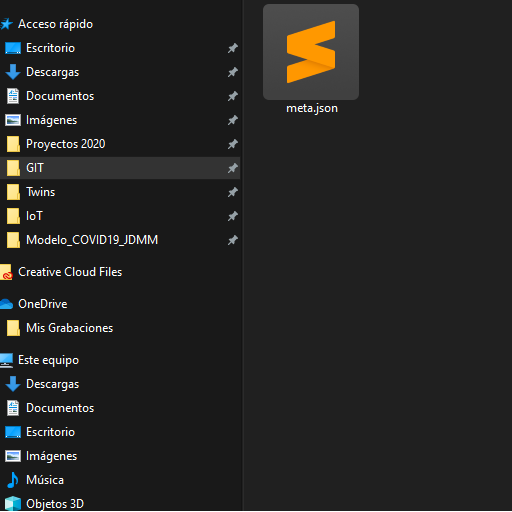 Acceso rápido
Escritorio
Descargas
Documentos
Imágenes
Proyectos 2020
GIT
Twins
IoT
Modelo_COVID19_JDMM
Creative Cloud Files
OneDrive
Mis Grabaciones
Este equipo
Descargas
Documentos
Escritorio
Imágenes
Música
Objetos 3D
meta.json